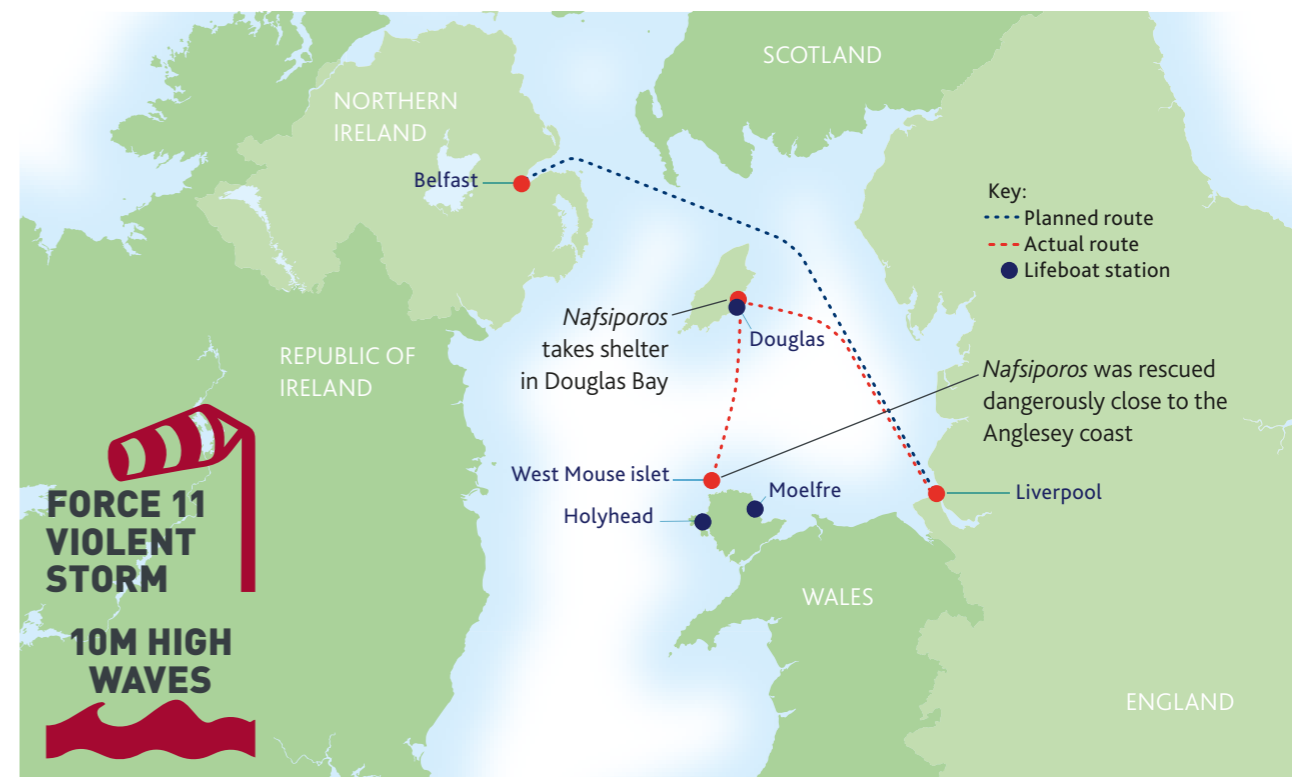 SCOTLAND
NORTHERN
IRELAND
Belfast
Key:
Planned route
Actual route
Lifeboat station
Nafsiporos
takes shelter
in Douglas Bay
Douglas
REPUBLIC OF
IRELAND
Nafsiporos was rescued
dangerously close to the
Anglesey coast
West Mouse islet
Moelfre
Holyhead
Liverpool
FORCE 11
VIOLENT
STORM
WALES
10M HIGH
WAVES
ENGLAND